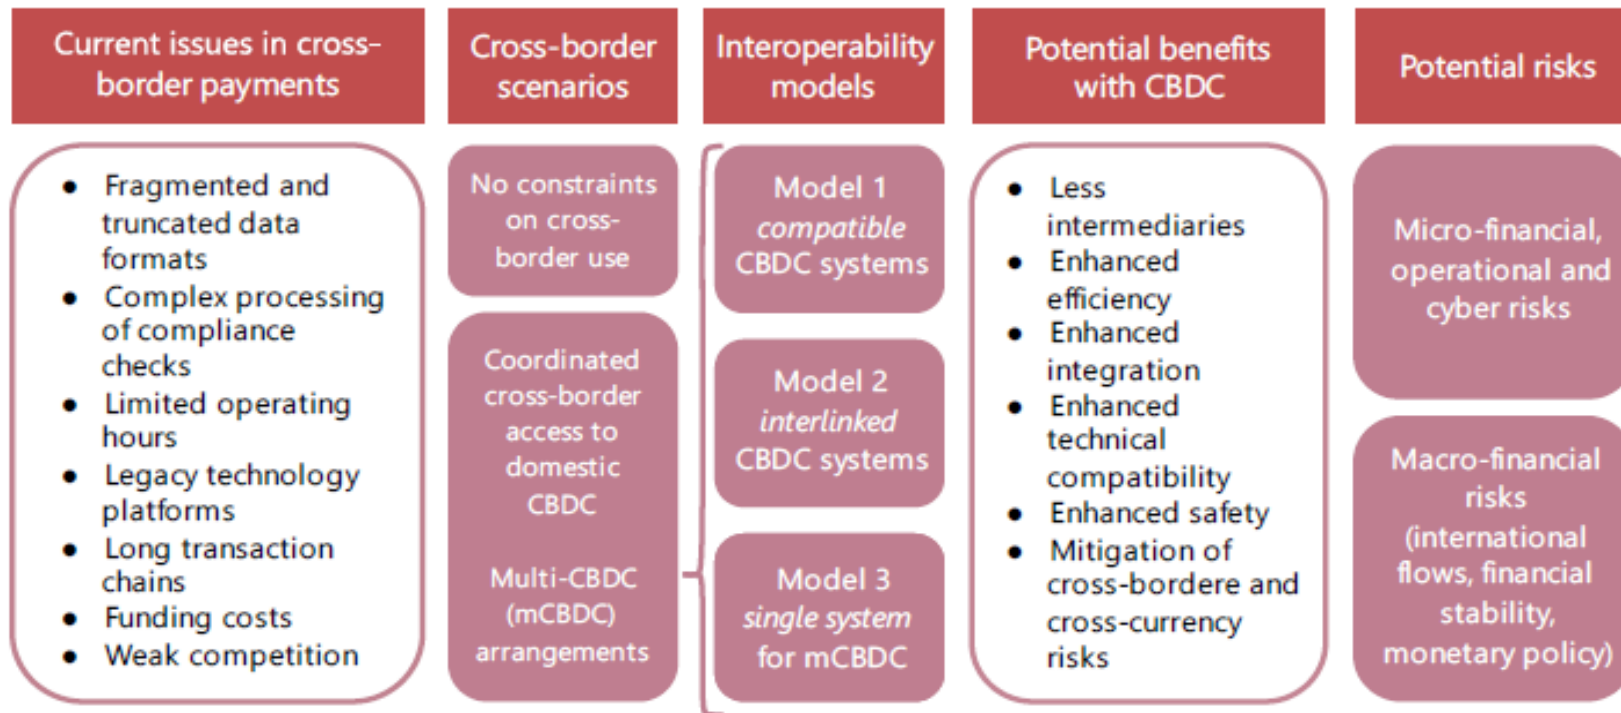 Current issues in cross-
border payments
● Fragmented and
truncated data
formats
● Complex processing
of compliance
checks
● Limited operating
hours
● Legacy technology
platforms
● Long transaction
chains
● Funding costs
● Weak competition
Cross-border
scenarios
No constraints
on cross-
border use
Coordinated
cross-border
access to
domestic
CBDC
Multi-CBDC
(mCBDC)
arrangements
Interoperability
models
Model 1
compatible
CBDC systems
Model 2
interlinked
CBDC systems
Model 3
single system
for mCBDC
Potential benefits
with CBDC
● Less
intermediaries
● Enhanced
efficiency
● Enhanced
integration
● Enhanced
technical
compatibility
● Enhanced safety
● Mitigation of
cross-bordere and
cross-currency
risks
Potential risks
Micro-financial,
operational and
cyber risks
Macro-financial
risks
(international
flows, financial
stability,
monetary policy)